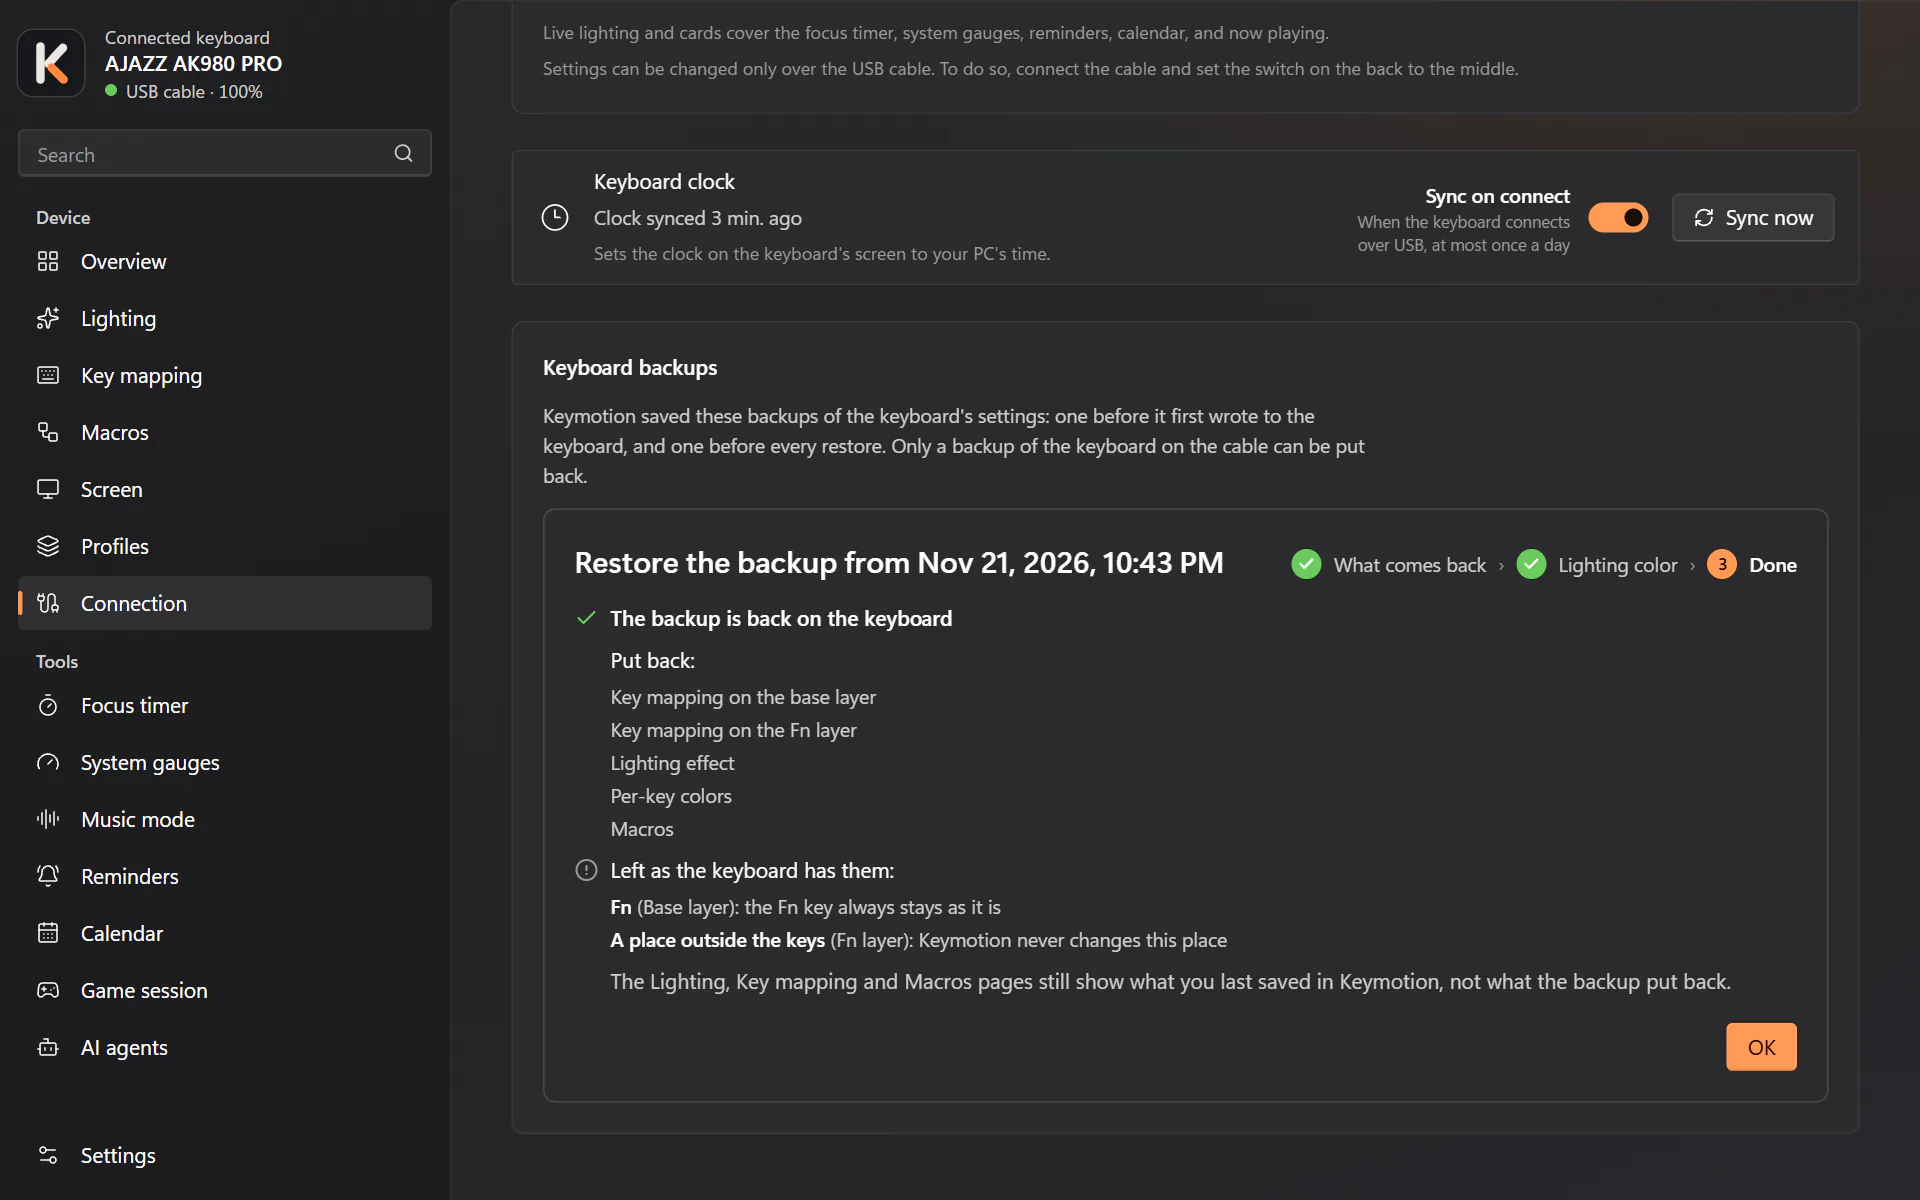 Connected keyboard
AJAZZ AK980 PRO
USB cable · 100%
Search
Device
Overview
Lighting
Key mapping
Macros
Screen
Profiles
Connection
Tools
Focus timer
System gauges
Music mode
Reminders
Calendar
Game session
AI agents
Settings
Live lighting and cards cover the focus timer, system gauges, reminders, calendar, and now playing.
Settings can be changed only over the USB cable. To do so, connect the cable and set the switch on the back to the middle.
Keyboard clock
Clock synced 3 min. ago
Sets the clock on the keyboard's screen to your PC's time.
Sync on connect
When the keyboard connects
over USB, at most once a day
Sync now
Keyboard backups
Keymotion saved these backups of the keyboard's settings: one before it first wrote to the
keyboard, and one before every restore. Only a backup of the keyboard on the cable can be put
back.
Restore the backup from Nov 21, 2026, 10:43 PM
What comes back › Lighting color › 3 Done
The backup is back on the keyboard
Put back:
Key mapping on the base layer
Key mapping on the Fn layer
Lighting effect
Per-key colors
Macros
Left as the keyboard has them:
Fn (Base layer): the Fn key always stays as it is
A place outside the keys (Fn layer): Keymotion never changes this place
The Lighting, Key mapping and Macros pages still show what you last saved in Keymotion, not what the backup put back.
OK